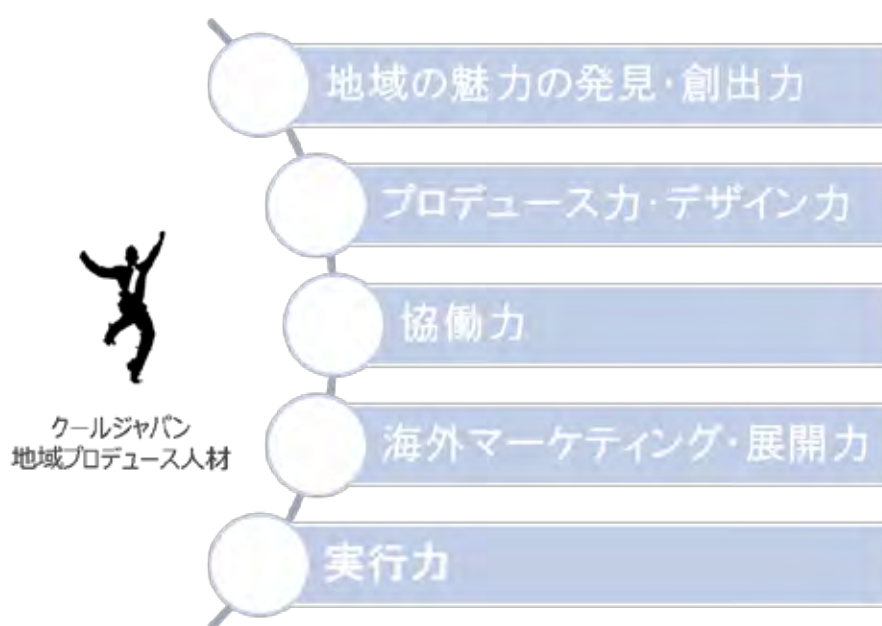 地域の魅力の発見・創出力
プロデュース力・デザイン力
協働力
クールジャパン
地域プロデュース人材
海外マーケティング・展開力
実行力